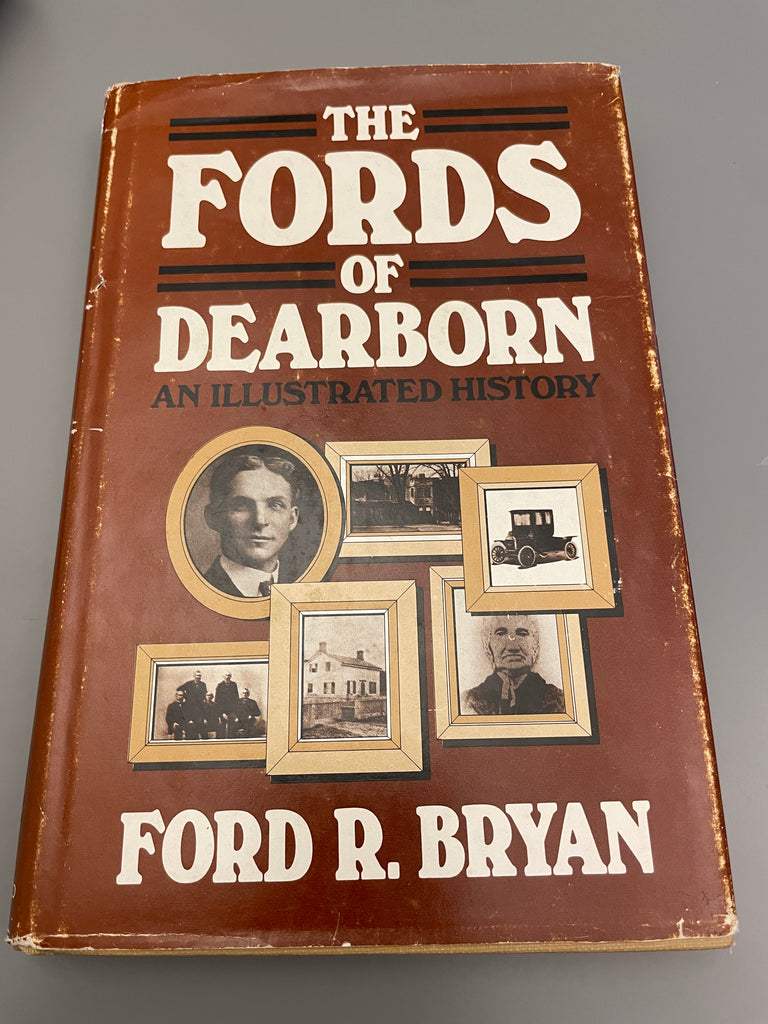 THE
FORDS
OF
DEARBORN
AN ILLUSTRATED HISTORY
FORD R. BRYAN